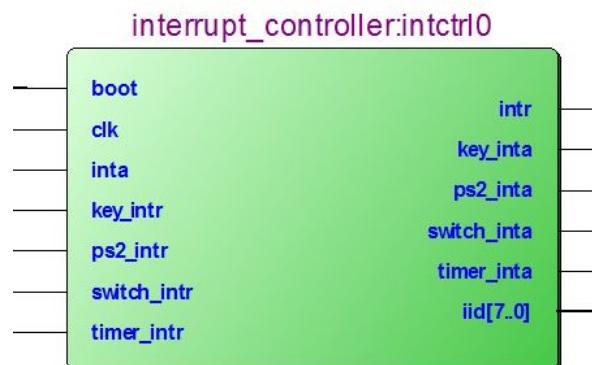 interrupt_controller:intctrl0
boot
clk
inta
key_intr
ps2_intr
switch_intr
timer_intr
intr
key_inta
ps2_inta
switch_inta
timer_inta
iid[7..0]